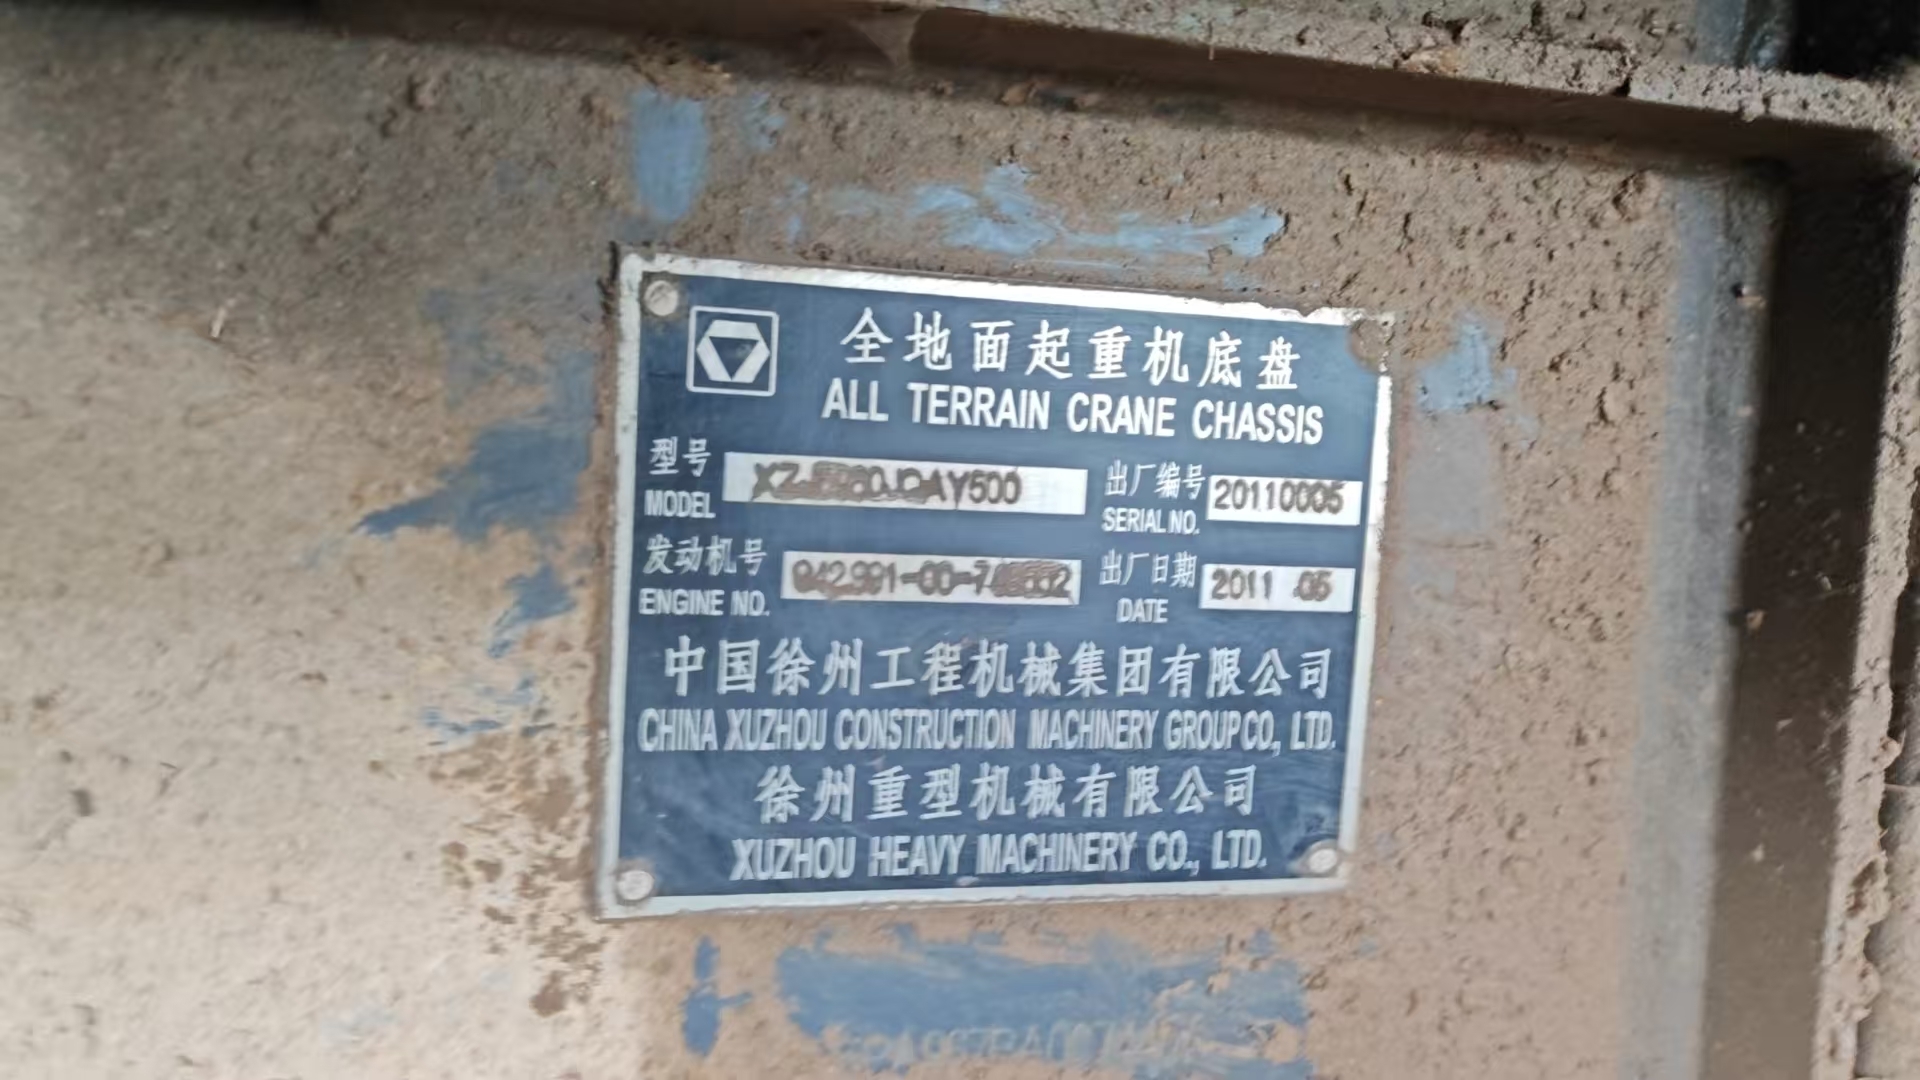 全地面起重机底盘
ALL TERRAIN CRANE CHASSIS
型号
MODEL
出厂编号 20110005
SERIAL NO.
发动机号
ENGINE NO.
出厂日期 2011 05
DATE
中国徐州工程机械集团有限公司
CHINA XUZHOU CONSTRUCTION MACHINERY GROUP CO., LTD.
徐州重型机械有限公司
XUZHOU HEAVY MACHINERY CO., LTD.